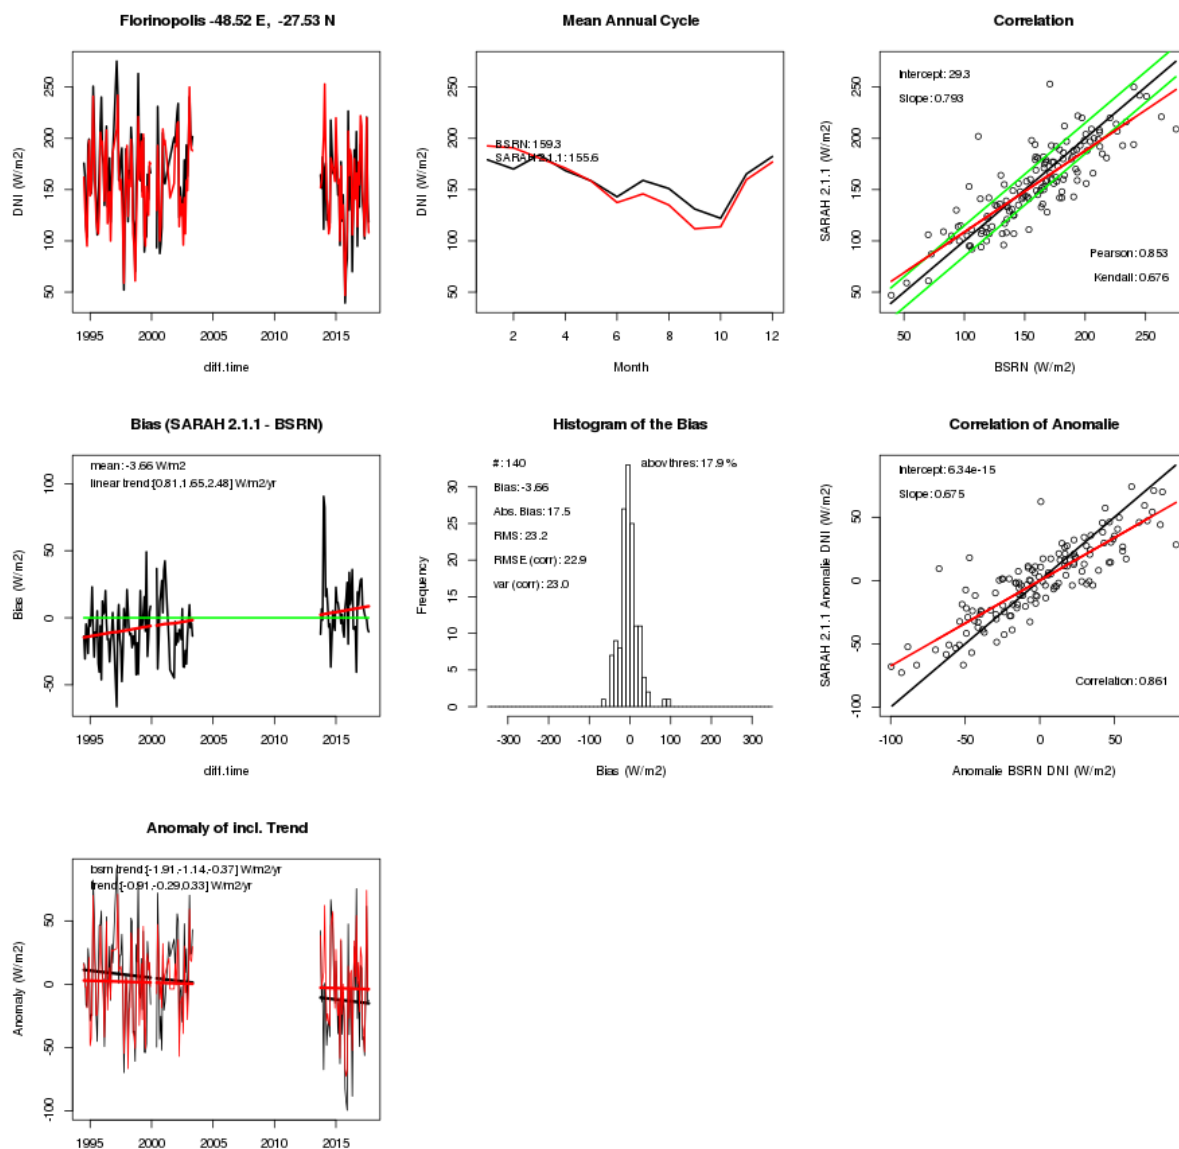 Florinopolis -48.52 E, -27.53 N
DNI (W/m2)
250
200
150
100
50
1995
2000
2005
2010
2015
diff.time
Mean Annual Cycle
BSRN: 159.3
SARAH 2.1.1: 155.6
DNI (W/m2)
250
200
150
100
50
2
4
6
8
10
12
Month
Correlation
Intercept: 29.3
Slope: 0.793
Pearson: 0.853
Kendall: 0.676
SARAH 2.1.1 (W/m2)
250
200
150
100
50
50
100
150
200
250
BSRN (W/m2)
Bias (SARAH 2.1.1 - BSRN)
mean: -3.66 W/m2
linear trend:[0.81,1.65,2.48] W/m2/yr
Bias (W/m2)
100
50
0
-50
1995
2000
2005
2010
2015
diff.time
Histogram of the Bias
#: 140
abovthres: 17.9 %
Bias: -3.66
Abs. Bias: 17.5
RMS: 23.2
RMSE (corr): 22.9
var (corr): 23.0
Frequency
30
25
20
15
10
5
0
-300
-200
-100
0
100
200
300
Bias (W/m2)
Correlation of Anomalie
Intercept: 6.34e-15
Slope: 0.675
Correlation: 0.861
SARAH 2.1.1 Anomalie DNI (W/m2)
50
0
-50
-100
-100
-50
0
50
Anomalie BSRN DNI (W/m2)
Anomaly of incl. Trend
bsrn trend:[-1.91,-1.14,-0.37] W/m2/yr
trend:[-0.91,-0.29,0.33] W/m2/yr
Anomaly (W/m2)
50
0
-50
-100
1995
2000
2005
2010
2015